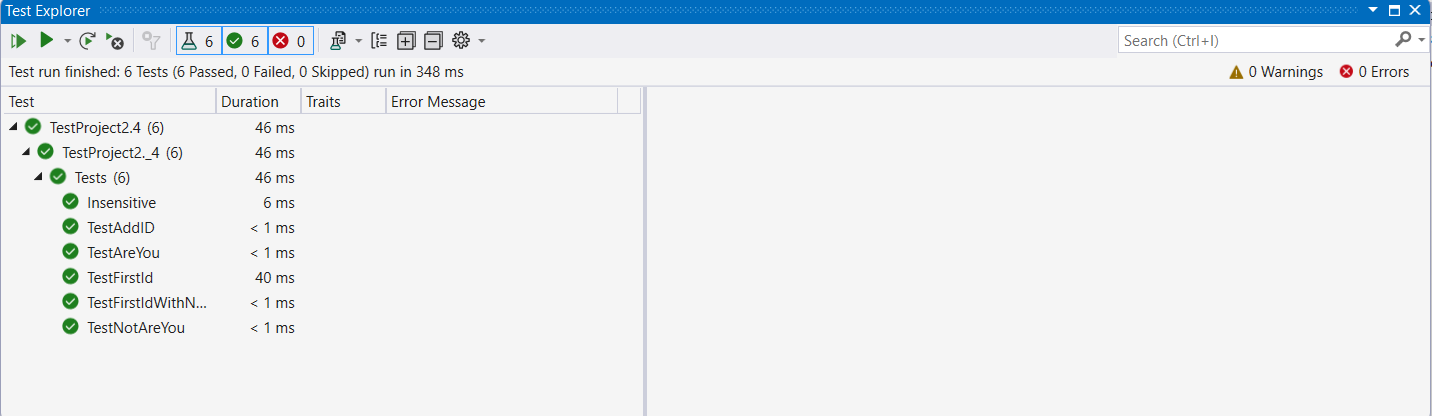 Test Explorer
6 6 0 Search (Ctrl+I)
Test run finished: 6 Tests (6 Passed, 0 Failed, 0 Skipped) run in 348 ms 0 Warnings 0 Errors
Test Duration Traits Error Message
TestProject2.4 (6) 46 ms
TestProject2._4 (6) 46 ms
Tests (6) 46 ms
Insensitive 6 ms
TestAddID < 1 ms
TestAreYou < 1 ms
TestFirstId 40 ms
TestFirstIdWithN... < 1 ms
TestNotAreYou < 1 ms